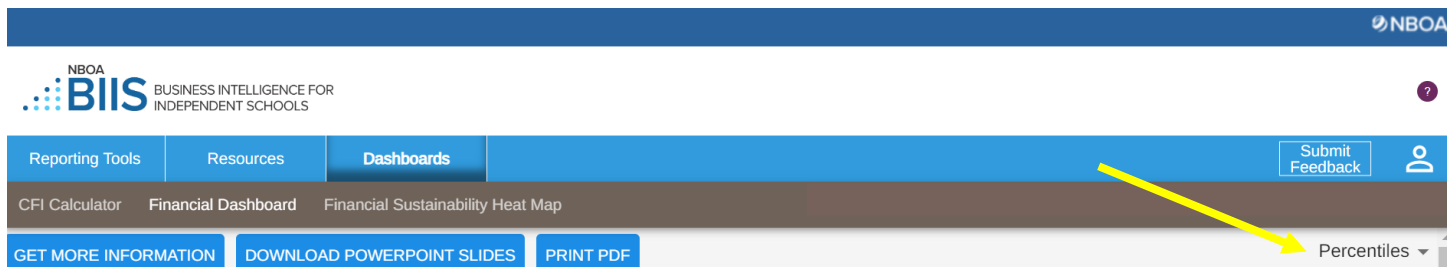 NBOA
NBOA
BIIS BUSINESS INTELLIGENCE FOR
INDEPENDENT SCHOOLS
?
Reporting Tools Resources Dashboards Submit
Feedback
CFI Calculator Financial Dashboard Financial Sustainability Heat Map
GET MORE INFORMATION DOWNLOAD POWERPOINT SLIDES PRINT PDF Percentiles